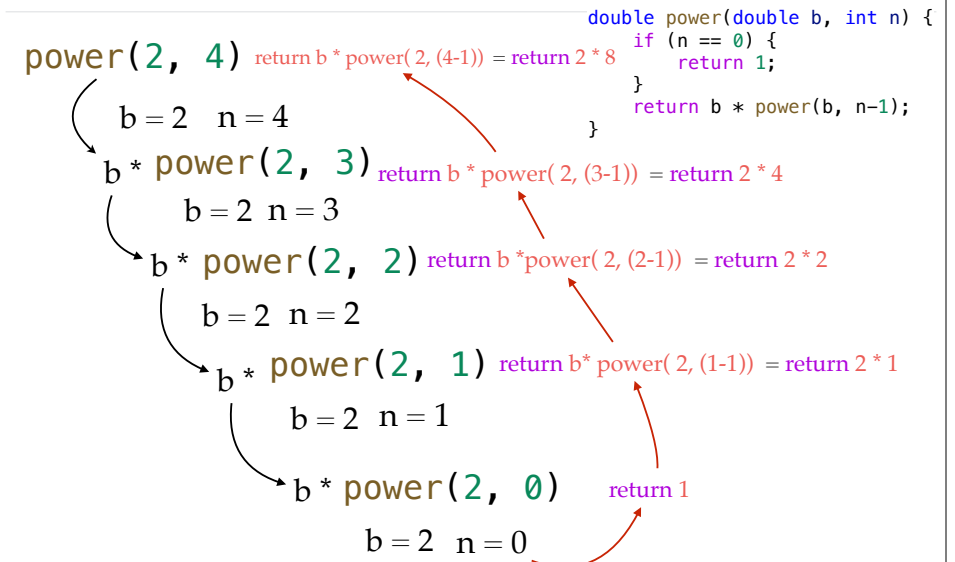 double power(double b, int n) {
if (n == 0) {
return 1;
}
return b * power(b, n-1);
}
power(2, 4) return b * power( 2, (4-1)) = return 2 * 8
b = 2 n = 4
b * power(2, 3) return b * power( 2, (3-1)) = return 2 * 4
b = 2 n = 3
b * power(2, 2) return b *power( 2, (2-1)) = return 2 * 2
b = 2 n = 2
b * power(2, 1) return b* power( 2, (1-1)) = return 2 * 1
b = 2 n = 1
b * power(2, 0) return 1
b = 2 n = 0